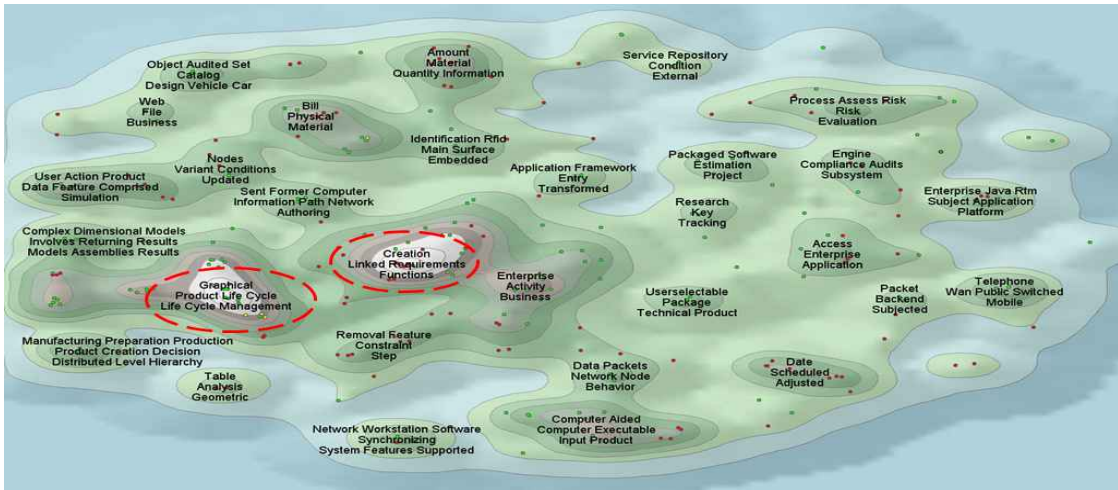 Object Audited Set
Catalog
Design Vehicle Car
Amount
Material
Quantity Information
Service Repository
Condition
External
Web
File
Business
Bill
Physical
Material
Process Assess Risk
Risk
Evaluation
Identification Rfid
Main Surface
Embedded
Nodes
Variant Conditions
Updated
User Action Product
Data Feature Comprised
Simulation
Application Framework
Entry
Transformed
Packaged Software
Estimation
Project
Engine
Compliance Audits
Subsystem
Sent Former Computer
Information Path Network
Authoring
Research
Key
Tracking
Enterprise Java Rtm
Subject Application
Platform
Complex Dimensional Models
Involves Returning Results
Models Assemblies Results
Creation
Linked Requirements
Functions
Access
Enterprise
Application
Graphical
Product Life Cycle
Life Cycle Management
Enterprise
Activity
Business
Userselectable
Package
Technical Product
Packet
Backend
Subjected
Telephone
Wan Public Switched
Mobile
Manufacturing Preparation Production
Product Creation Decision
Distributed Level Hierarchy
Removal Feature
Constraint
Step
Data Packets
Network Node
Behavior
Date
Scheduled
Adjusted
Table
Analysis
Geometric
Network Workstation Software
Synchronizing
System Features Supported
Computer Aided
Computer Executable
Input Product